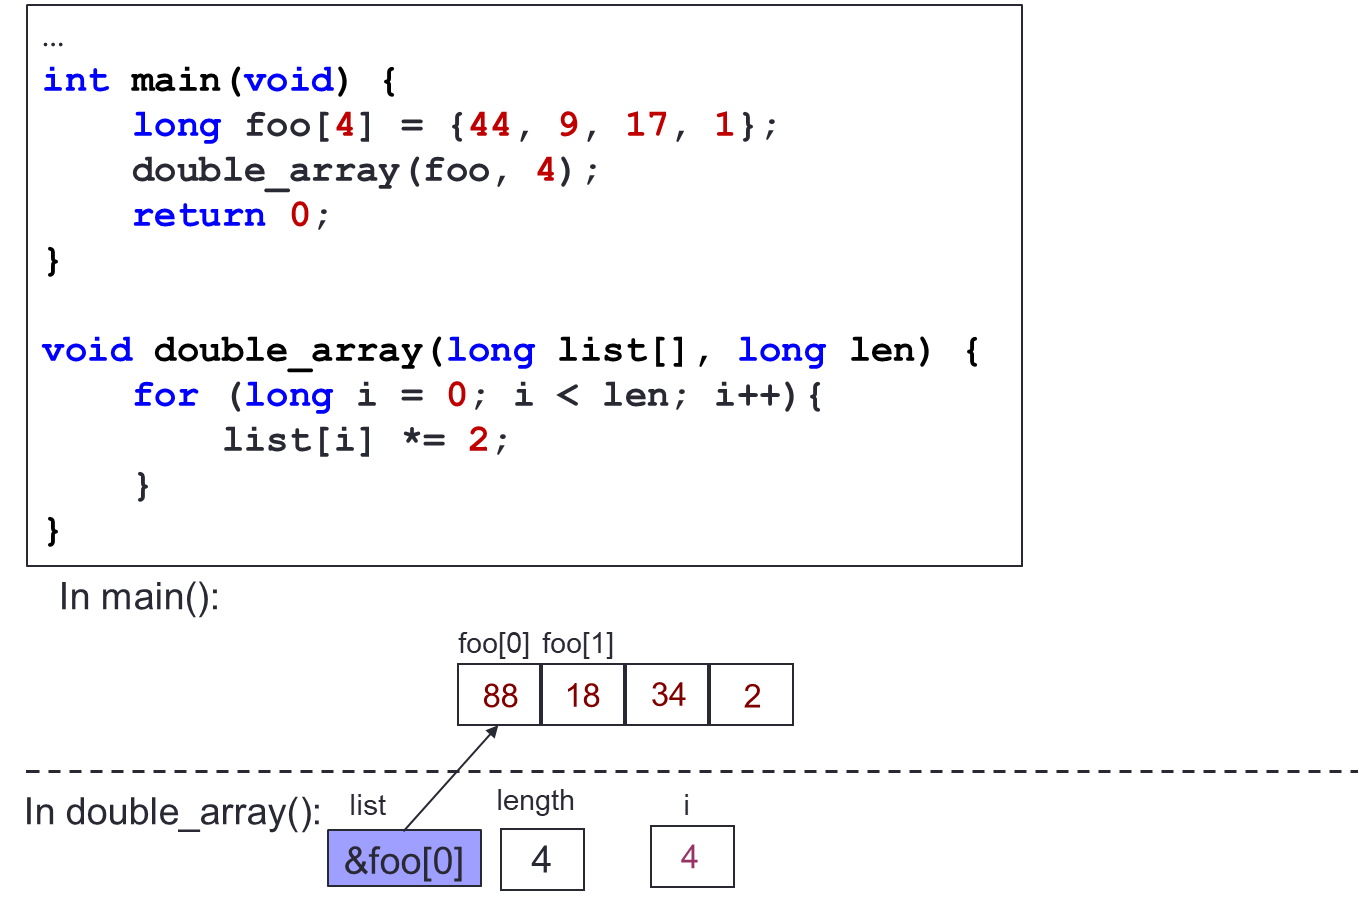 ...
int main(void) {
    long foo[4] = {44, 9, 17, 1};
    double_array(foo, 4);
    return 0;
}
void double_array(long list[], long len) {
    for (long i = 0; i < len; i++){
        list[i] *= 2;
    }
}
In main():
foo[0] foo[1]
88 18 34 2
In double_array(): list length i
&foo[0] 4 4